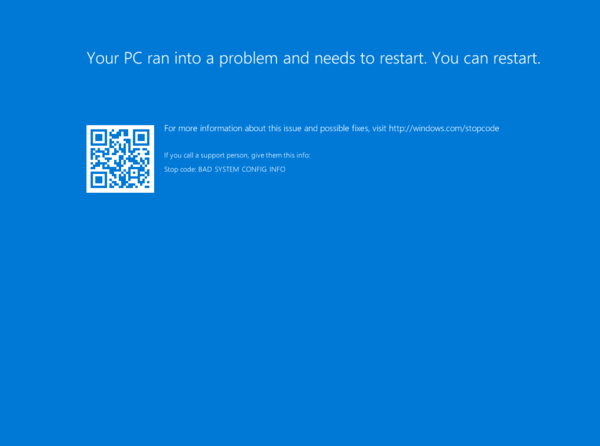 Your PC ran into a problem and needs to restart. You can restart.
For more information about this issue and possible fixes, visit http://windows.com/stopcode
If you call a support person, give them this info:
Stop code: BAD SYSTEM CONFIG INFO